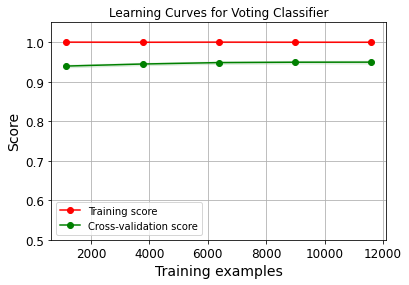 Learning Curves for Voting Classifier
Score
1.0
0.9
0.8
0.7
0.6
0.5
Training score
Cross-validation score
2000 4000 6000 8000 10000 12000
Training examples